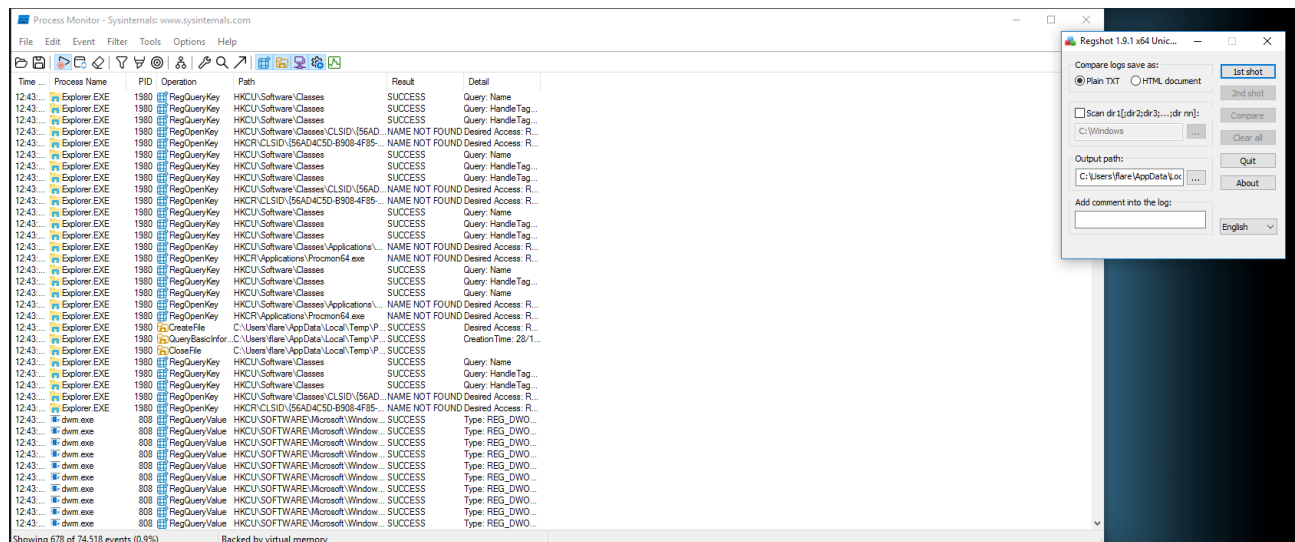 Process Monitor - Sysinternals: www.sysinternals.com
File Edit Event Filter Tools Options Help
Time ... Process Name PID Operation Path Result Detail
12:43:... Explorer.EXE 1980 RegQueryKey HKCU\Software\Classes SUCCESS Query: Name
12:43:... Explorer.EXE 1980 RegQueryKey HKCU\Software\Classes SUCCESS Query: HandleTag...
12:43:... Explorer.EXE 1980 RegQueryKey HKCU\Software\Classes SUCCESS Query: HandleTag...
12:43:... Explorer.EXE 1980 RegOpenKey HKCU\Software\Classes\CLSID\{56AD... NAME NOT FOUND Desired Access: R...
12:43:... Explorer.EXE 1980 RegOpenKey HKCR\CLSID\{56AD4C5D-B908-4F85-... NAME NOT FOUND Desired Access: R...
12:43:... Explorer.EXE 1980 RegQueryKey HKCU\Software\Classes SUCCESS Query: Name
12:43:... Explorer.EXE 1980 RegQueryKey HKCU\Software\Classes SUCCESS Query: HandleTag...
12:43:... Explorer.EXE 1980 RegQueryKey HKCU\Software\Classes SUCCESS Query: HandleTag...
12:43:... Explorer.EXE 1980 RegOpenKey HKCU\Software\Classes\CLSID\{56AD... NAME NOT FOUND Desired Access: R...
12:43:... Explorer.EXE 1980 RegOpenKey HKCR\CLSID\{56AD4C5D-B908-4F85-... NAME NOT FOUND Desired Access: R...
12:43:... Explorer.EXE 1980 RegQueryKey HKCU\Software\Classes SUCCESS Query: Name
12:43:... Explorer.EXE 1980 RegQueryKey HKCU\Software\Classes SUCCESS Query: HandleTag...
12:43:... Explorer.EXE 1980 RegQueryKey HKCU\Software\Classes SUCCESS Query: HandleTag...
12:43:... Explorer.EXE 1980 RegOpenKey HKCU\Software\Classes\Applications\... NAME NOT FOUND Desired Access: R...
12:43:... Explorer.EXE 1980 RegOpenKey HKCR\Applications\Procmon64.exe NAME NOT FOUND Desired Access: R...
12:43:... Explorer.EXE 1980 RegQueryKey HKCU\Software\Classes SUCCESS Query: Name
12:43:... Explorer.EXE 1980 RegQueryKey HKCU\Software\Classes SUCCESS Query: HandleTag...
12:43:... Explorer.EXE 1980 RegQueryKey HKCU\Software\Classes SUCCESS Query: Name
12:43:... Explorer.EXE 1980 RegOpenKey HKCU\Software\Classes\Applications\... NAME NOT FOUND Desired Access: R...
12:43:... Explorer.EXE 1980 RegOpenKey HKCR\Applications\Procmon64.exe NAME NOT FOUND Desired Access: R...
12:43:... Explorer.EXE 1980 CreateFile C:\Users\flare\AppData\Local\Temp\P... SUCCESS Desired Access: R...
12:43:... Explorer.EXE 1980 QueryBasicInfor... C:\Users\flare\AppData\Local\Temp\P... SUCCESS CreationTime: 28/1...
12:43:... Explorer.EXE 1980 CloseFile C:\Users\flare\AppData\Local\Temp\P... SUCCESS
12:43:... Explorer.EXE 1980 RegQueryKey HKCU\Software\Classes SUCCESS Query: Name
12:43:... Explorer.EXE 1980 RegQueryKey HKCU\Software\Classes SUCCESS Query: HandleTag...
12:43:... Explorer.EXE 1980 RegQueryKey HKCU\Software\Classes SUCCESS Query: HandleTag...
12:43:... Explorer.EXE 1980 RegOpenKey HKCU\Software\Classes\CLSID\{56AD... NAME NOT FOUND Desired Access: R...
12:43:... Explorer.EXE 1980 RegOpenKey HKCR\CLSID\{56AD4C5D-B908-4F85-... NAME NOT FOUND Desired Access: R...
12:43:... dwm.exe 808 RegQueryValue HKCU\SOFTWARE\Microsoft\Window... SUCCESS Type: REG_DWO...
12:43:... dwm.exe 808 RegQueryValue HKCU\SOFTWARE\Microsoft\Window... SUCCESS Type: REG_DWO...
12:43:... dwm.exe 808 RegQueryValue HKCU\SOFTWARE\Microsoft\Window... SUCCESS Type: REG_DWO...
12:43:... dwm.exe 808 RegQueryValue HKCU\SOFTWARE\Microsoft\Window... SUCCESS Type: REG_DWO...
12:43:... dwm.exe 808 RegQueryValue HKCU\SOFTWARE\Microsoft\Window... SUCCESS Type: REG_DWO...
12:43:... dwm.exe 808 RegQueryValue HKCU\SOFTWARE\Microsoft\Window... SUCCESS Type: REG_DWO...
12:43:... dwm.exe 808 RegQueryValue HKCU\SOFTWARE\Microsoft\Window... SUCCESS Type: REG_DWO...
12:43:... dwm.exe 808 RegQueryValue HKCU\SOFTWARE\Microsoft\Window... SUCCESS Type: REG_DWO...
12:43:... dwm.exe 808 RegQueryValue HKCU\SOFTWARE\Microsoft\Window... SUCCESS Type: REG_DWO...
12:43:... dwm.exe 808 RegQueryValue HKCU\SOFTWARE\Microsoft\Window... SUCCESS Type: REG_DWO...
Showing 678 of 74,518 events (0.9%) Backed by virtual memory
Regshot 1.9.1 x64 Unic...
Compare logs save as:
Plain TXT HTML document
1st shot
2nd shot
Scan dir1[;dir2;dir3;...;dir nn]:
Compare
C:\Windows ...
Clear all
Output path:
Quit
C:\Users\flare\AppData\Loc ...
About
Add comment into the log:
English